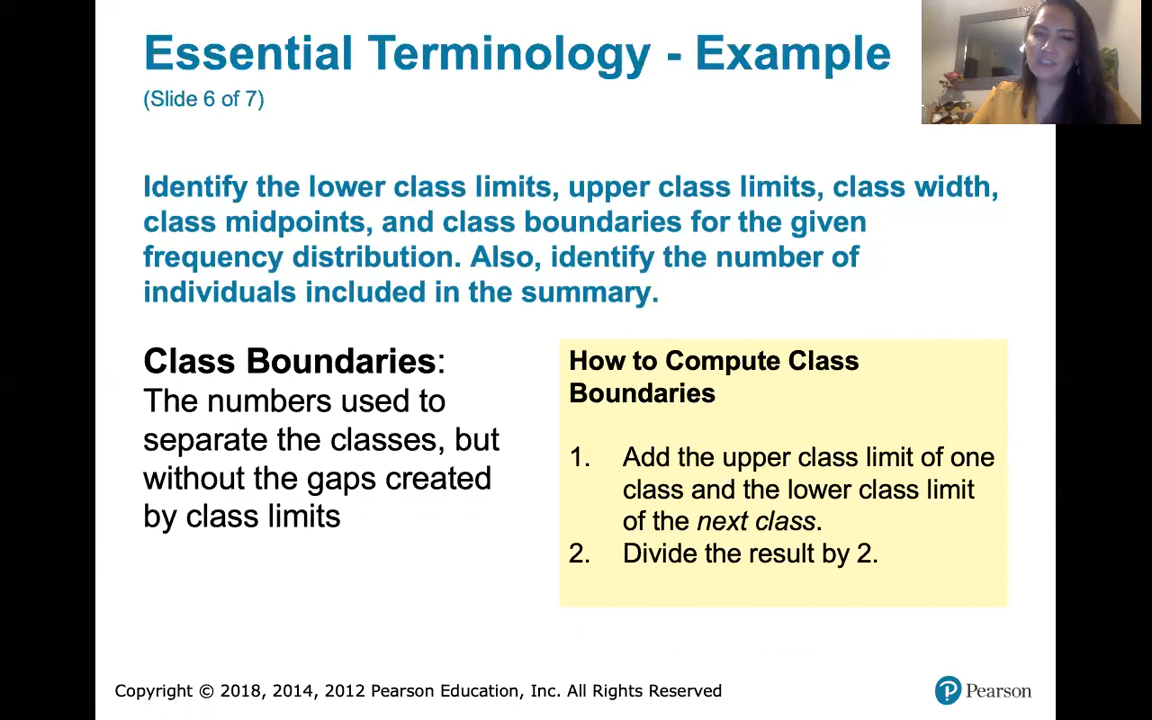 Essential Terminology - Example
(Slide 6 of 7)
Identify the lower class limits, upper class limits, class width,
class midpoints, and class boundaries for the given
frequency distribution. Also, identify the number of
individuals included in the summary.
Class Boundaries:
The numbers used to
separate the classes, but
without the gaps created
by class limits
How to Compute Class
Boundaries
1. Add the upper class limit of one
class and the lower class limit
of the next class.
2. Divide the result by 2.
Copyright © 2018, 2014, 2012 Pearson Education, Inc. All Rights Reserved
Pearson